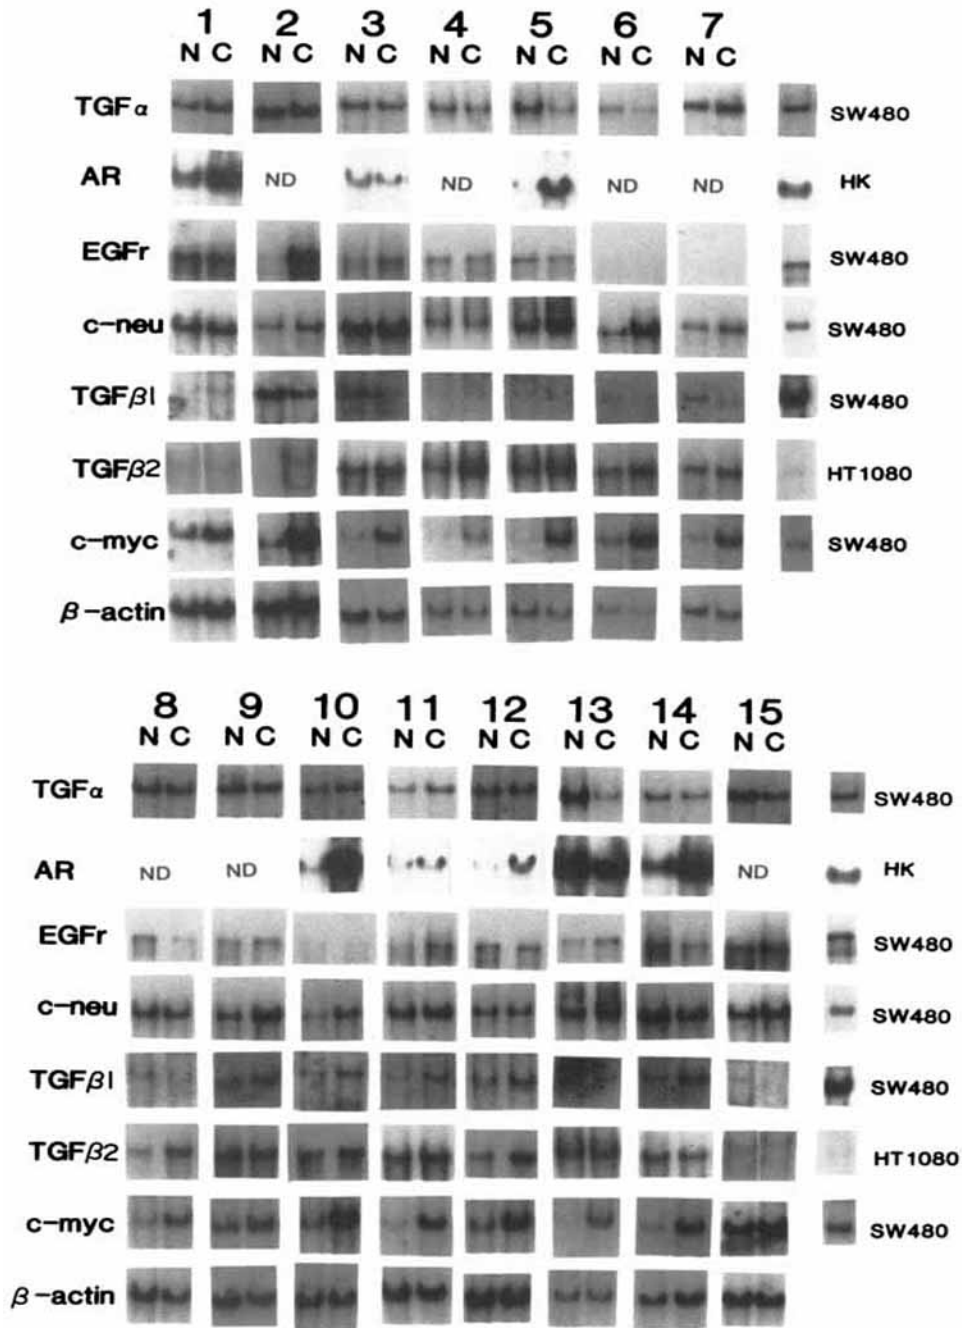 1 2 3 4 5 6 7
N C N C N C N C N C N C N C
TGFα SW480
AR ND ND ND ND HK
EGFr SW480
c-neu SW480
TGFβ1 SW480
TGFβ2 HT1080
c-myc SW480
β-actin
8 9 10 11 12 13 14 15
N C N C N C N C N C N C N C N C
TGFα SW480
AR ND ND ND HK
EGFr SW480
c-neu SW480
TGFβ1 SW480
TGFβ2 HT1080
c-myc SW480
β-actin